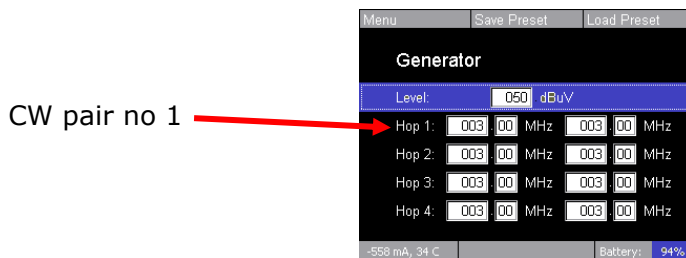 Menu Save Preset Load Preset
Generator
Level: 050 dBuV
CW pair no 1
Hop 1: 003.00 MHz 003.00 MHz
Hop 2: 003.00 MHz 003.00 MHz
Hop 3: 003.00 MHz 003.00 MHz
Hop 4: 003.00 MHz 003.00 MHz
-558 mA, 34 C Battery: 94%